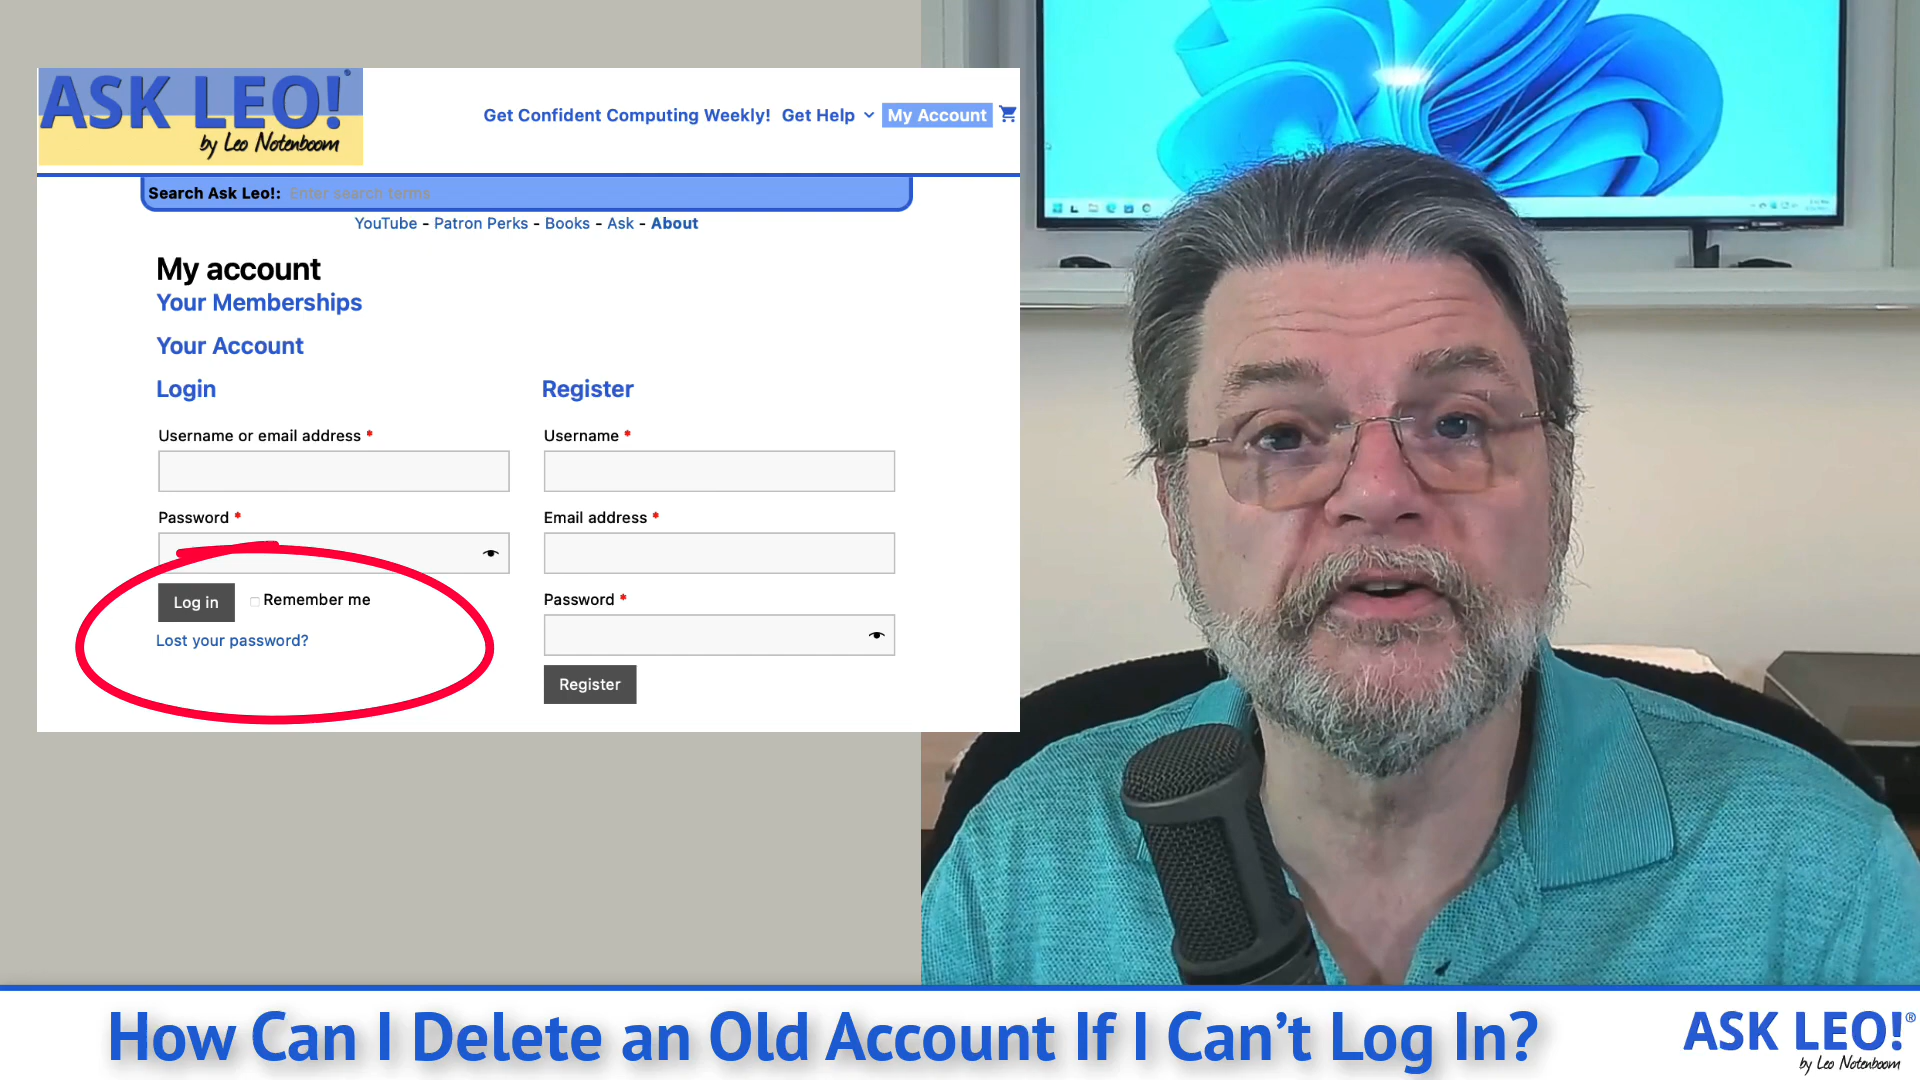 ASK LEO!
by Leo Notenboom
Get Confident Computing Weekly! Get Help My Account
Search Ask Leo!: Enter search terms
YouTube - Patron Perks - Books - Ask - About
My account
Your Memberships
Your Account
Login
Register
Username or email address *
Username *
Password *
Email address *
Log in
Remember me
Password *
Lost your password?
Register
How Can I Delete an Old Account If I Can’t Log In?
ASK LEO!®
by Leo Notenboom